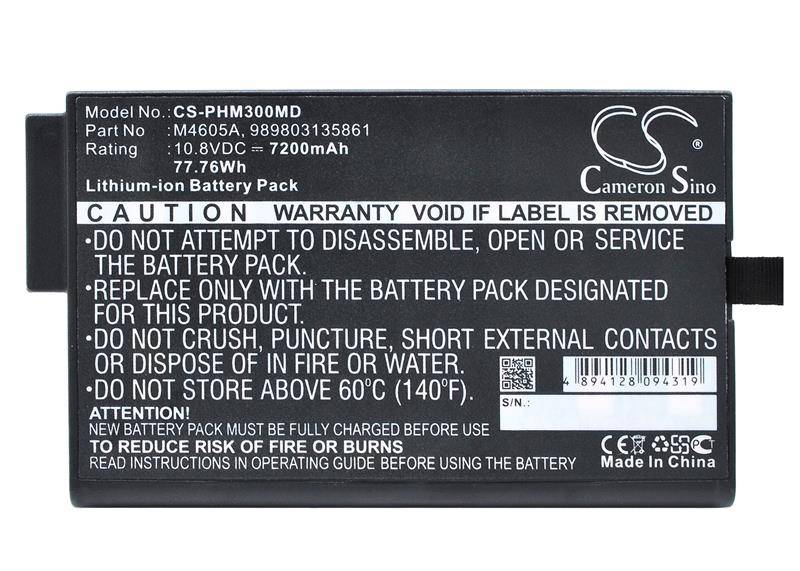 Model No.: CS-PHM300MD
Part No : M4605A, 989803135861
Rating : 10.8VDC ⎓ 7200mAh
77.76Wh
Lithium-ion Battery Pack
CS
®
Cameron Sino
CAUTION WARRANTY VOID IF LABEL IS REMOVED
•DO NOT ATTEMPT TO DISASSEMBLE, OPEN OR SERVICE
THE BATTERY PACK.
•REPLACE ONLY WITH THE BATTERY PACK DESIGNATED
FOR THIS PRODUCT.
•DO NOT CRUSH, PUNCTURE, SHORT EXTERNAL CONTACTS
OR DISPOSE OF IN FIRE OR WATER.
•DO NOT STORE ABOVE 60°C (140°F).
4 894128 094319
S/N.:
ATTENTION!
NEW BATTERY PACK MUST BE FULLY CHARGED BEFORE USE
TO REDUCE RISK OF FIRE OR BURNS
READ INSTRUCTIONS IN OPERATING GUIDE BEFORE USING THE BATTERY
CE
Made In China